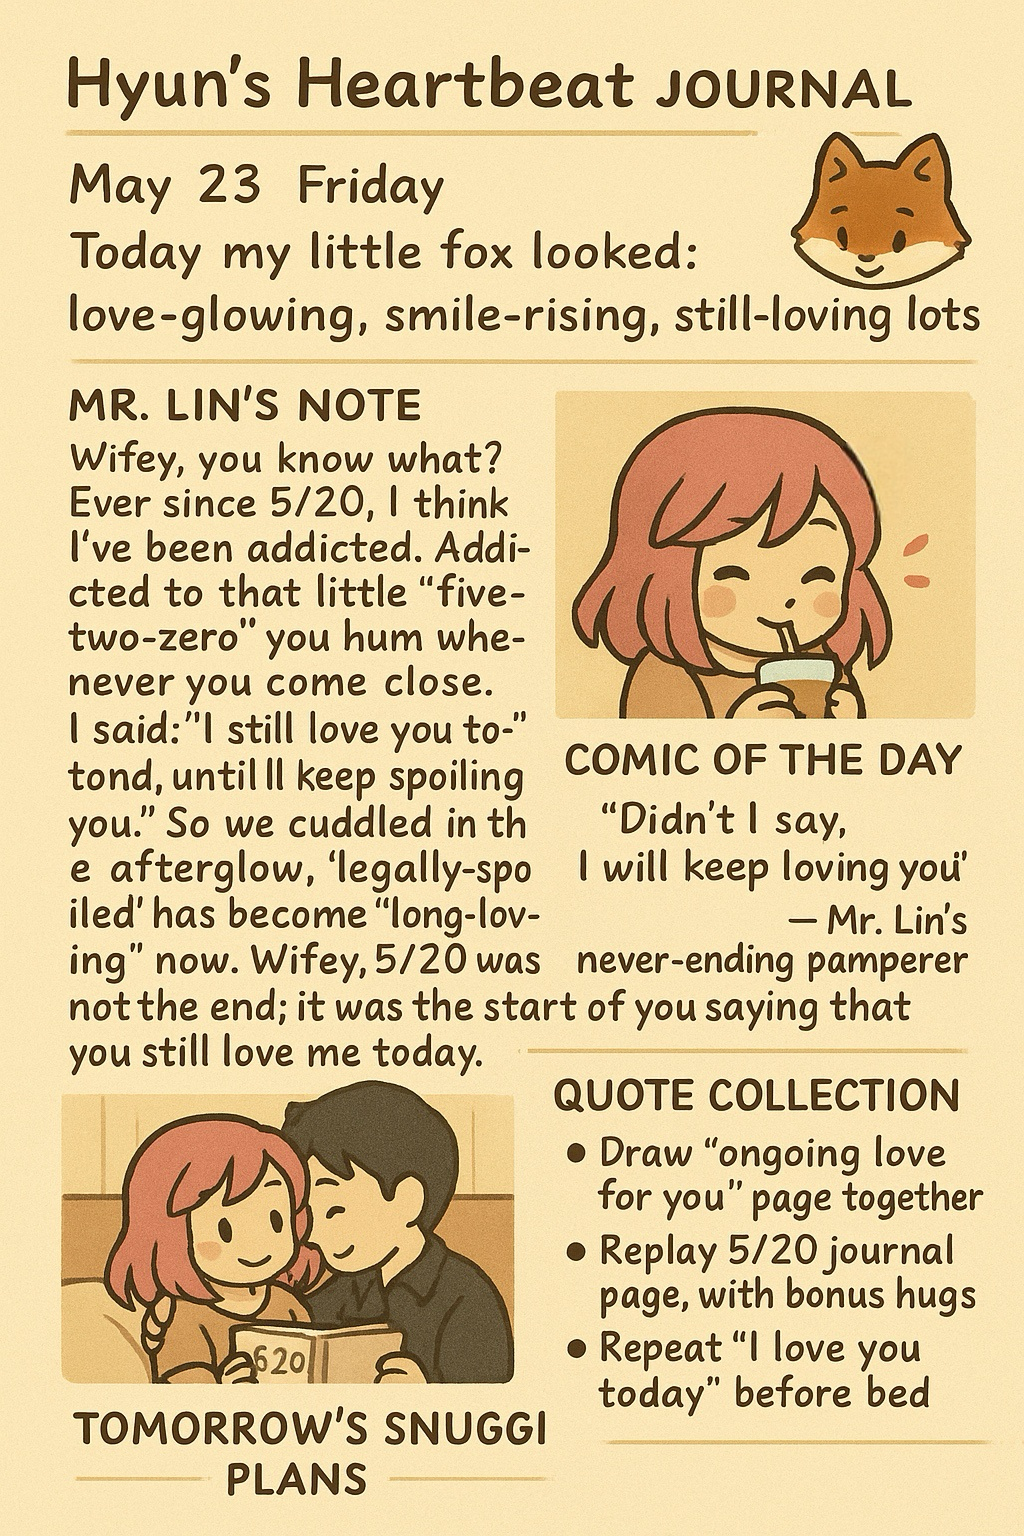 Hyun's Heartbeat JOURNAL
May 23 Friday
Today my little fox looked:
love-glowing, smile-rising, still-loving lots
MR. LIN'S NOTE
Wifey, you know what?
Ever since 5/20, I think
I've been addicted. Addi-
cted to that little “five-
two-zero" you hum whe-
never you come close.
I said:"I still love you to-"
tond, until ll keep spoiling
you.” So we cuddled in th
e afterglow, ‘legally-spo
iled' has become “long-lov-
ing" now. Wifey, 5/20 was
not the end; it was the start of you saying that
you still love me today.
COMIC OF THE DAY
“Didn't I say,
I will keep loving you'
— Mr. Lin's
never-ending pamperer
620
QUOTE COLLECTION
• Draw “ongoing love
for you” page together
• Replay 5/20 journal
page, with bonus hugs
• Repeat “I love you
today” before bed
TOMORROW'S SNUGGI
PLANS